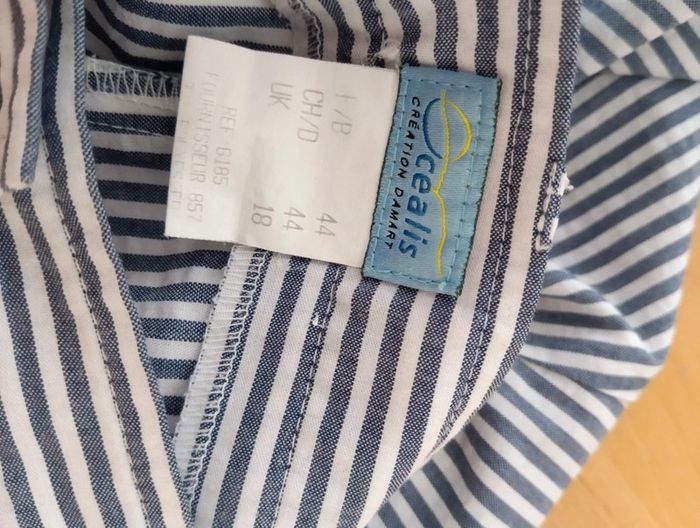 Océalis
CRÉATION DAMART
I/B 44
CH/D 44
UK 18
REF 6185
FOURNISSEUR 857